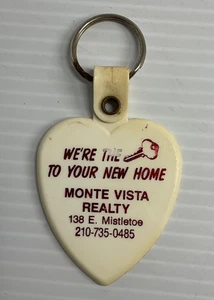 WE'RE THE
TO YOUR NEW HOME
MONTE VISTA
REALTY
138 E. Mistletoe
210-735-0485